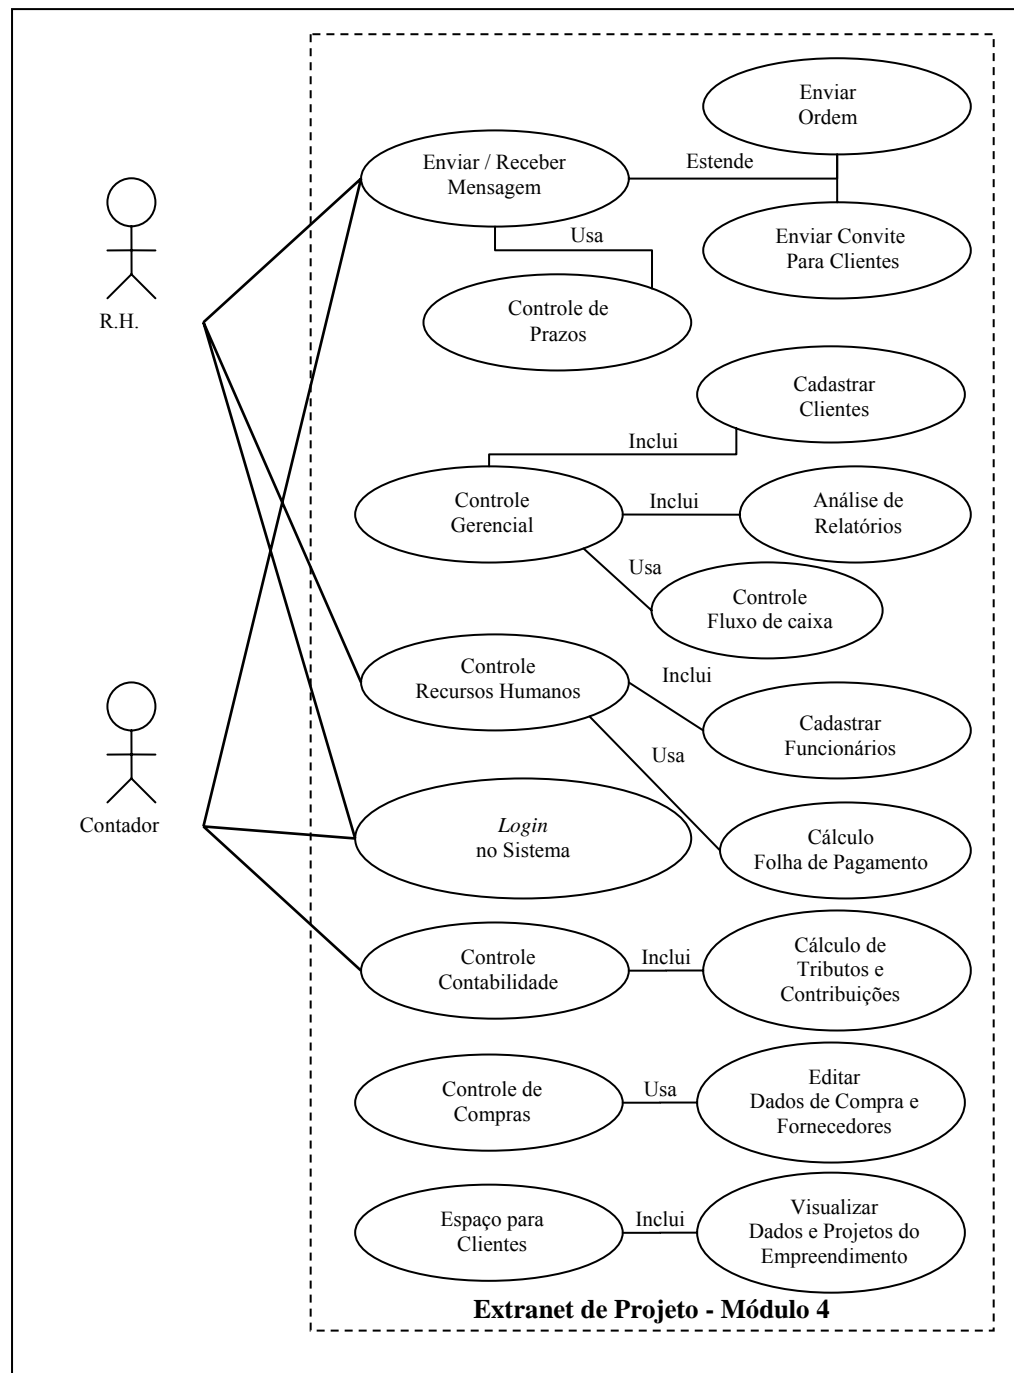 Enviar
Ordem
Enviar / Receber
Mensagem
Estende
Enviar Convite
Para Clientes
Usa
Controle de
Prazos
R.H.
Cadastrar
Clientes
Inclui
Controle
Gerencial
Inclui
Análise de
Relatórios
Usa
Controle
Fluxo de caixa
Controle
Recursos Humanos
Inclui
Cadastrar
Funcionários
Usa
Contador
Login
no Sistema
Cálculo
Folha de Pagamento
Controle
Contabilidade
Inclui
Cálculo de
Tributos e
Contribuições
Controle de
Compras
Usa
Editar
Dados de Compra e
Fornecedores
Espaço para
Clientes
Inclui
Visualizar
Dados e Projetos do
Empreendimento
Extranet de Projeto - Módulo 4